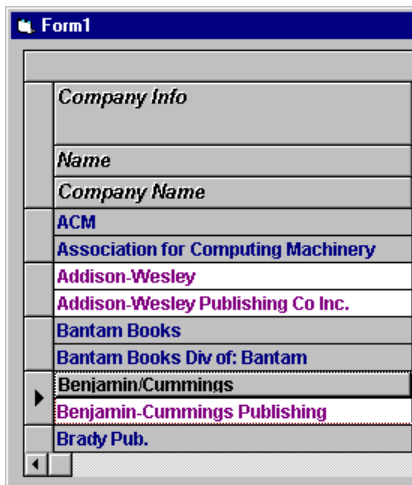 Form1
Company Info
Name
Company Name
ACM
Association for Computing Machinery
Addison-Wesley
Addison-Wesley Publishing Co Inc.
Bantam Books
Bantam Books Div of: Bantam
Benjamin/Cummings
Benjamin-Cummings Publishing
Brady Pub.